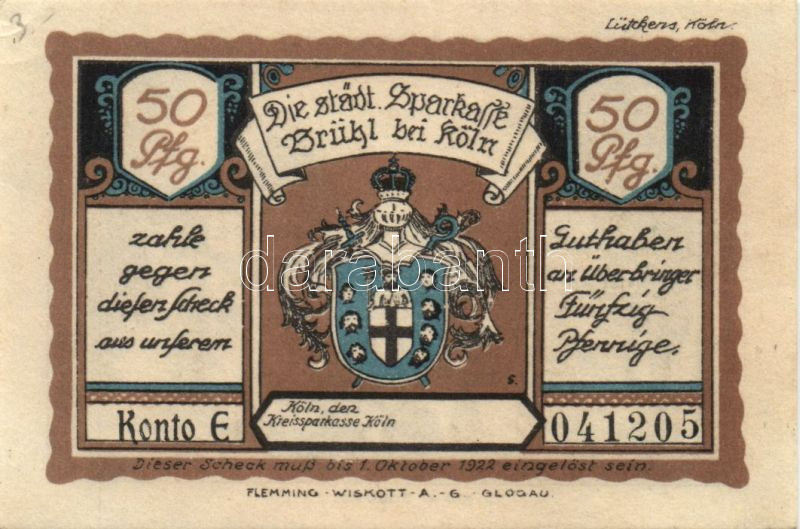 3
Lütkens, Köln.
50
Pfg.
Die städt. Sparkasse
Brühl bei Köln
50
Pfg.
zahle
gegen
diesen Scheck
aus unserem
Guthaben
an Überbringer
Fünfzig
Pfennige.
darabanth
S.
Konto E
Köln, den
Kreissparkasse Köln
041205
Dieser Scheck muß bis 1. Oktober 1922 eingelöst sein.
FLEMMING - WISKOTT - A. - G. - GLOGAU.